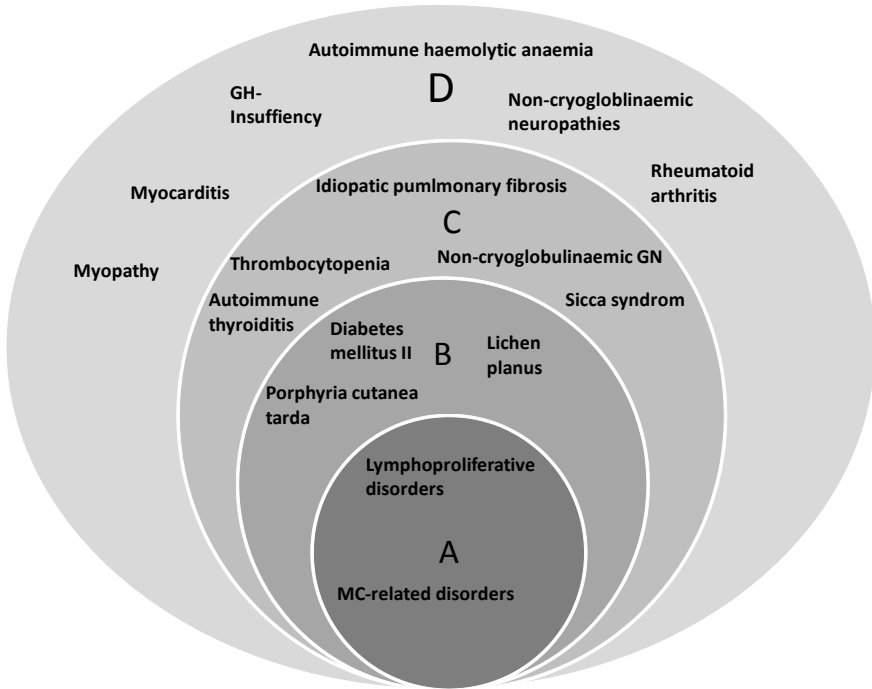 Autoimmune haemolytic anaemia
D
GH-
Insuffiency
Non-cryogloblinaemic
neuropathies
Rheumatoid
arthritis
Myocarditis
Myopathy
Idiopatic pumlmonary fibrosis
C
Thrombocytopenia
Non-cryoglobulinaemic GN
Autoimmune
thyroiditis
Sicca syndrom
Diabetes
mellitus II
B
Lichen
planus
Porphyria cutanea
tarda
Lymphoproliferative
disorders
A
MC-related disorders